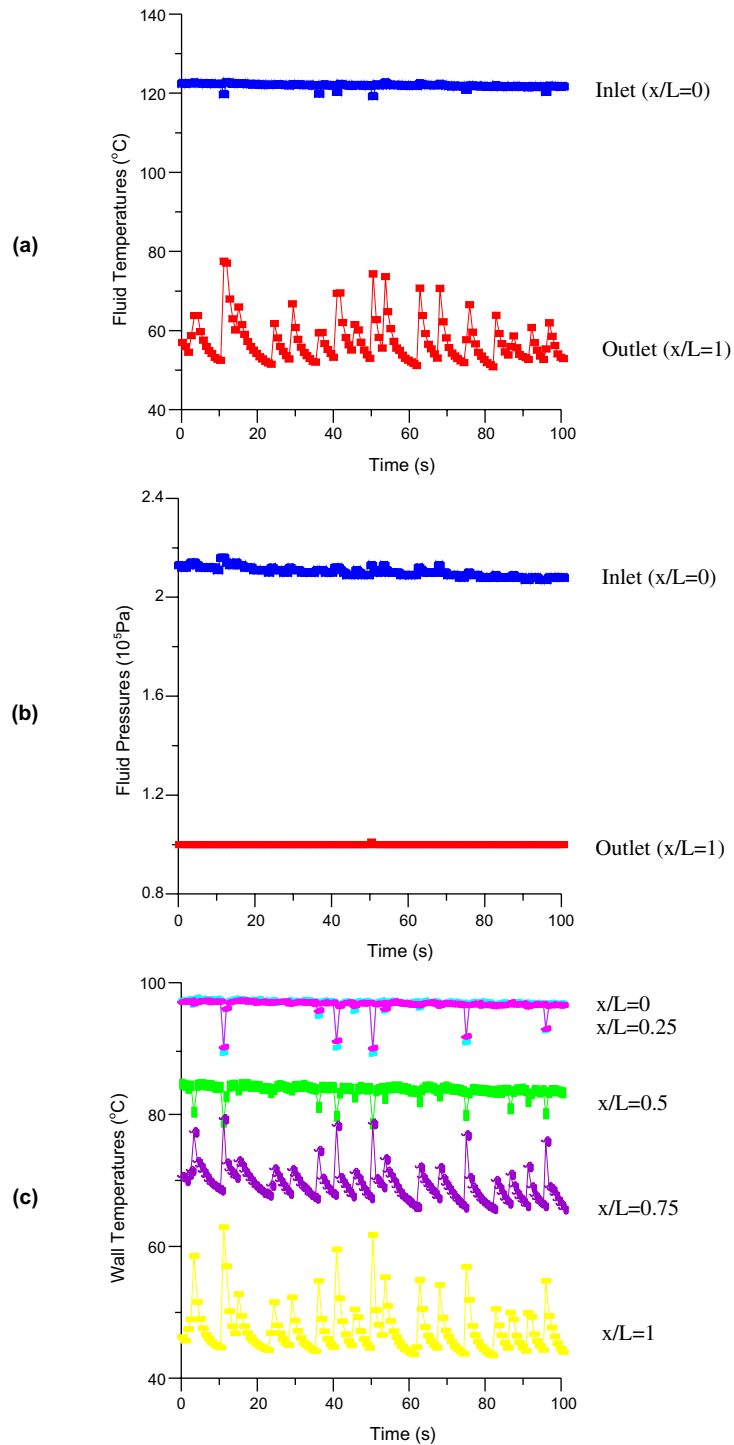 (a)
Fluid Temperatures (°C)
140
120
100
80
60
40
0 20 40 60 80 100
Time (s)
Inlet (x/L=0)
Outlet (x/L=1)
(b)
Fluid Pressures (10⁵Pa)
2.4
2
1.6
1.2
0.8
0 20 40 60 80 100
Time (s)
Inlet (x/L=0)
Outlet (x/L=1)
(c)
Wall Temperatures (°C)
100
80
60
40
0 20 40 60 80 100
Time (s)
x/L=0
x/L=0.25
x/L=0.5
x/L=0.75
x/L=1